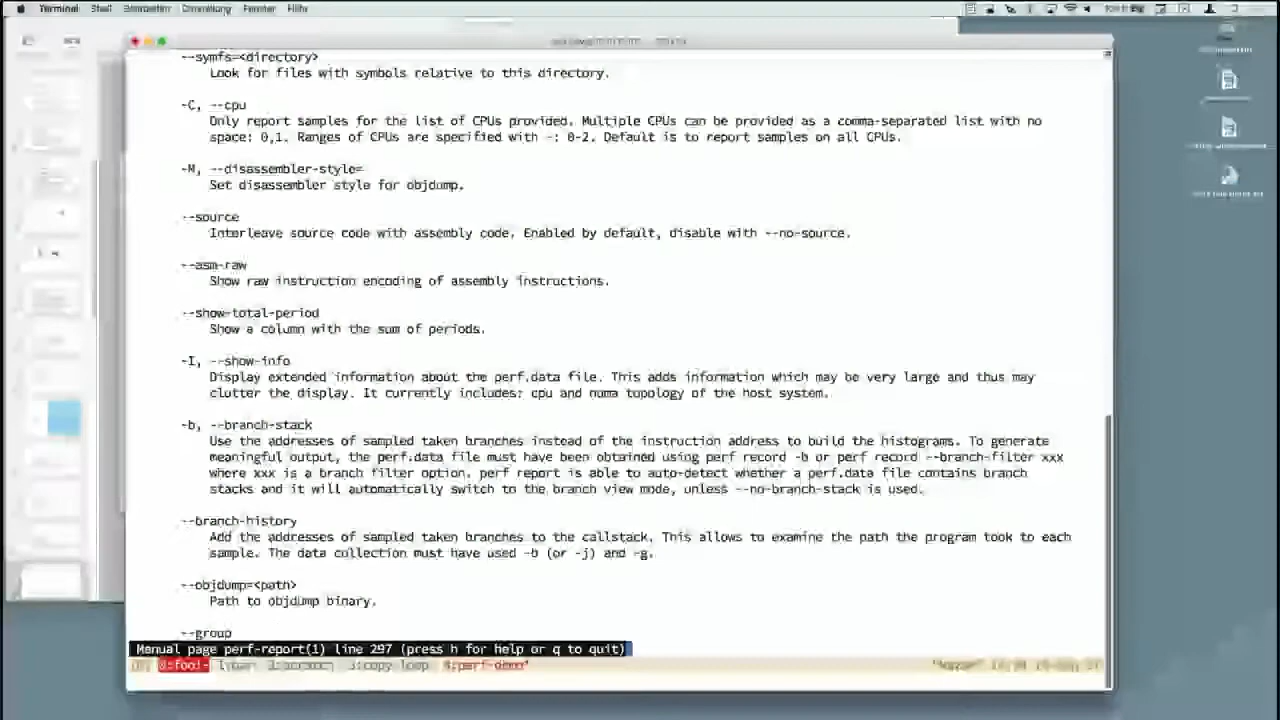 Terminal Shell Bearbeiten Darstellung Fenster Hilfe
--symfs=<directory>
Look for files with symbols relative to this directory.
-C, --cpu
Only report samples for the list of CPUs provided. Multiple CPUs can be provided as a comma-separated list with no
space: 0,1. Ranges of CPUs are specified with -: 0-2. Default is to report samples on all CPUs.
-M, --disassembler-style=
Set disassembler style for objdump.
--source
Interleave source code with assembly code. Enabled by default, disable with --no-source.
--asm-raw
Show raw instruction encoding of assembly instructions.
--show-total-period
Show a column with the sum of periods.
-I, --show-info
Display extended information about the perf.data file. This adds information which may be very large and thus may
clutter the display. It currently includes: cpu and numa topology of the host system.
-b, --branch-stack
Use the addresses of sampled taken branches instead of the instruction address to build the histograms. To generate
meaningful output, the perf.data file must have been obtained using perf record -b or perf record --branch-filter xxx
where xxx is a branch filter option. perf report is able to auto-detect whether a perf.data file contains branch
stacks and it will automatically switch to the branch view mode, unless --no-branch-stack is used.
--branch-history
Add the addresses of sampled taken branches to the callstack. This allows to examine the path the program took to each
sample. The data collection must have used -b (or -j) and -g.
--objdump=<path>
Path to objdump binary.
--group
Manual page perf-report(1) line 297 (press h for help or q to quit)
3:copy loop 4:perf-demo*